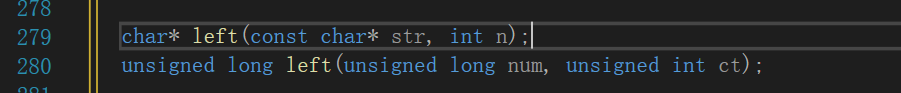 278
279 char* left(const char* str, int n);
280 unsigned long left(unsigned long num, unsigned int ct);